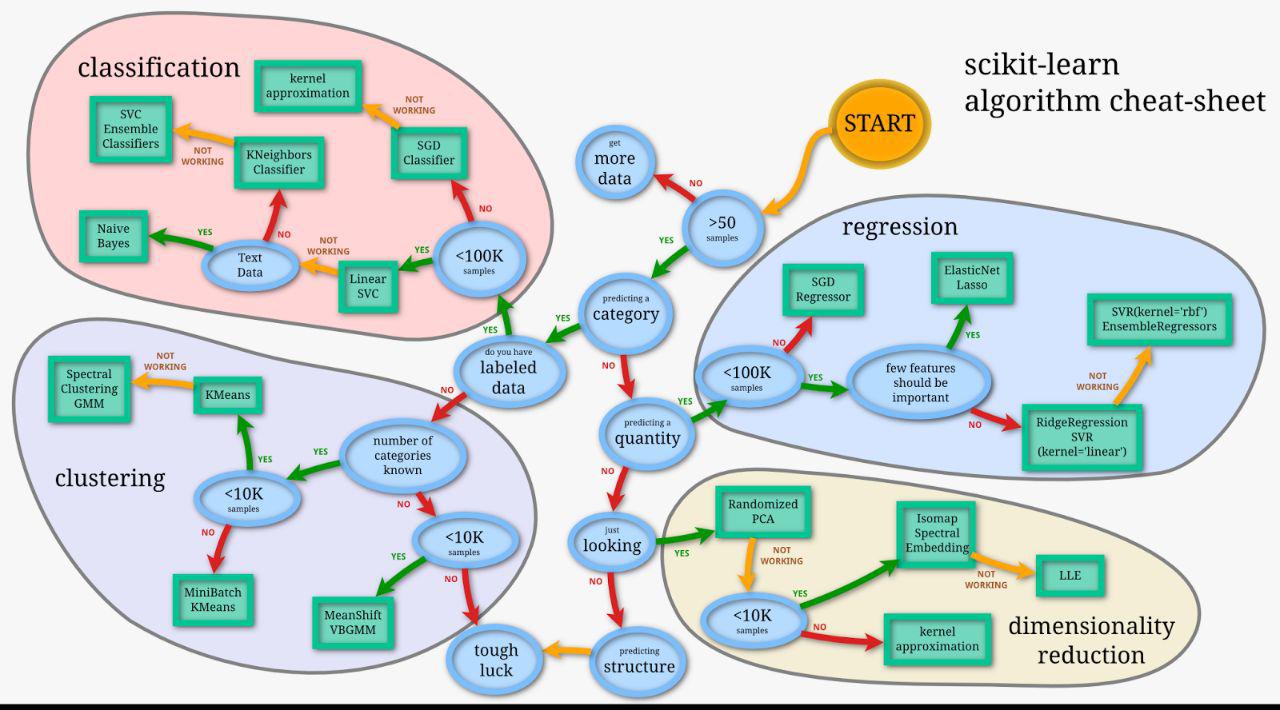 scikit-learn
algorithm cheat-sheet
START
classification
kernel
approximation
NOT
WORKING
SVC
Ensemble
Classifiers
NOT
WORKING
KNeighbors
Classifier
SGD
Classifier
NO
Naive
Bayes
YES
NO
Text
Data
NOT
WORKING
Linear
SVC
YES
<100K
samples
YES
get
more
data
NO
>50
samples
YES
predicting a
category
YES
do you have
labeled
data
NO
NO
predicting a
quantity
YES
NO
just
looking
YES
NO
predicting
structure
tough
luck
regression
SGD
Regressor
NO
<100K
samples
YES
ElasticNet
Lasso
YES
few features
should be
important
NO
SVR(kernel='rbf')
EnsembleRegressors
NOT
WORKING
RidgeRegression
SVR
(kernel='linear')
clustering
Spectral
Clustering
GMM
NOT
WORKING
KMeans
YES
<10K
samples
NO
MiniBatch
KMeans
YES
number of
categories
known
NO
<10K
samples
YES
NO
MeanShift
VBGMM
dimensionality
reduction
Randomized
PCA
NOT
WORKING
<10K
samples
YES
Isomap
Spectral
Embedding
NOT
WORKING
LLE
NO
kernel
approximation